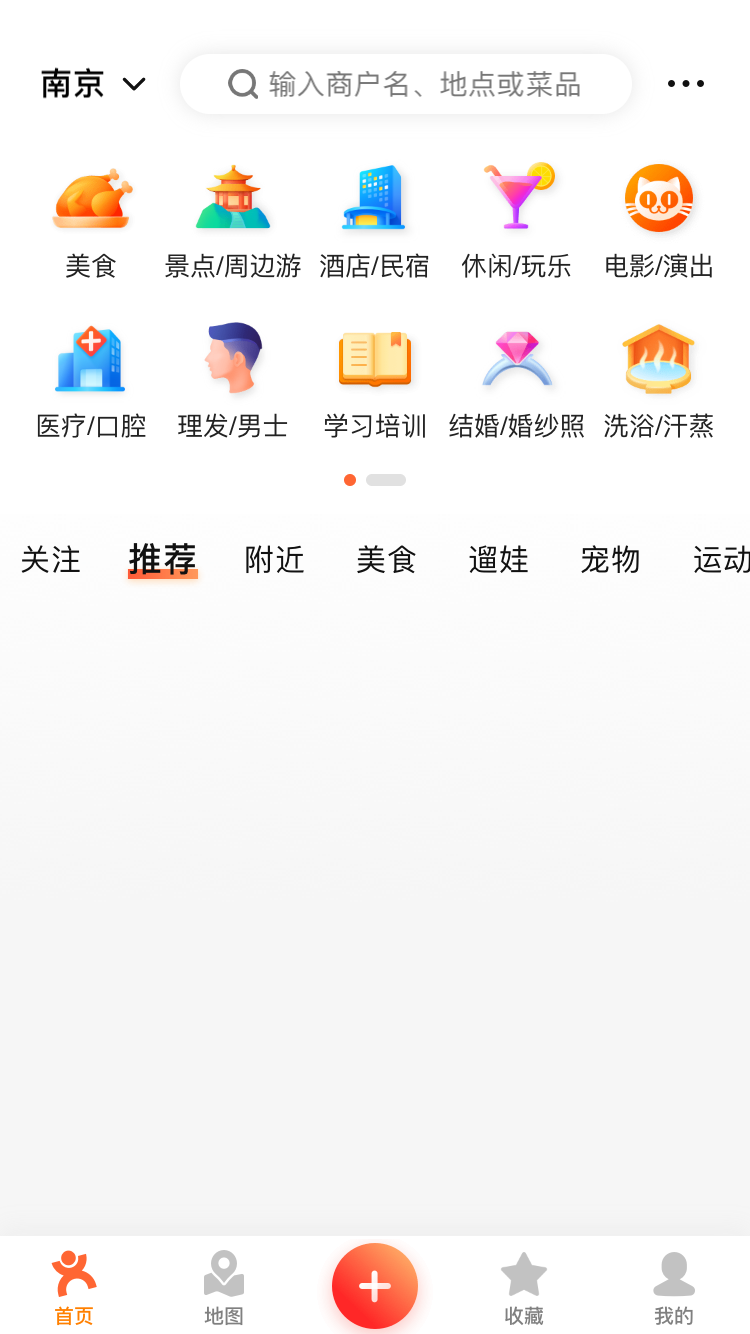 南京
输入商户名、地点或菜品
美食 景点/周边游 酒店/民宿 休闲/玩乐 电影/演出
医疗/口腔 理发/男士 学习培训 结婚/婚纱照 洗浴/汗蒸
关注 推荐 附近 美食 遛娃 宠物 运动
首页 地图 收藏 我的